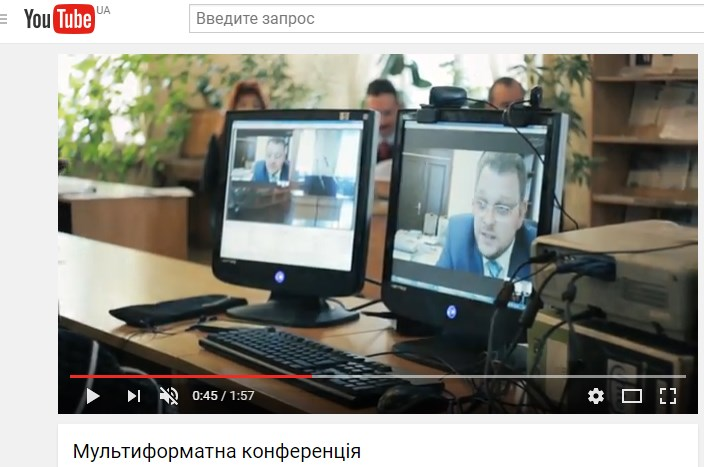 YouTube UA
Введите запрос
0:45 / 1:57
Мультиформатна конференція